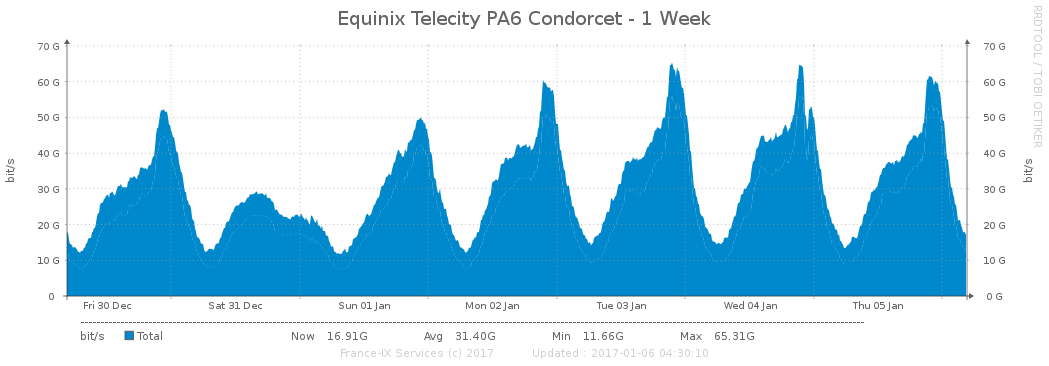 Equinix Telecity PA6 Condorcet - 1 Week
RRDTOOL / TOBI OETIKER
bit/s
70 G 70 G
60 G 60 G
50 G 50 G
40 G 40 G
30 G 30 G
20 G 20 G
10 G 10 G
0 0 G
bit/s
Fri 30 Dec Sat 31 Dec Sun 01 Jan Mon 02 Jan Tue 03 Jan Wed 04 Jan Thu 05 Jan
bit/s Total Now 16.91G Avg 31.40G Min 11.66G Max 65.31G
France-IX Services (c) 2017 Updated : 2017-01-06 04:30:10